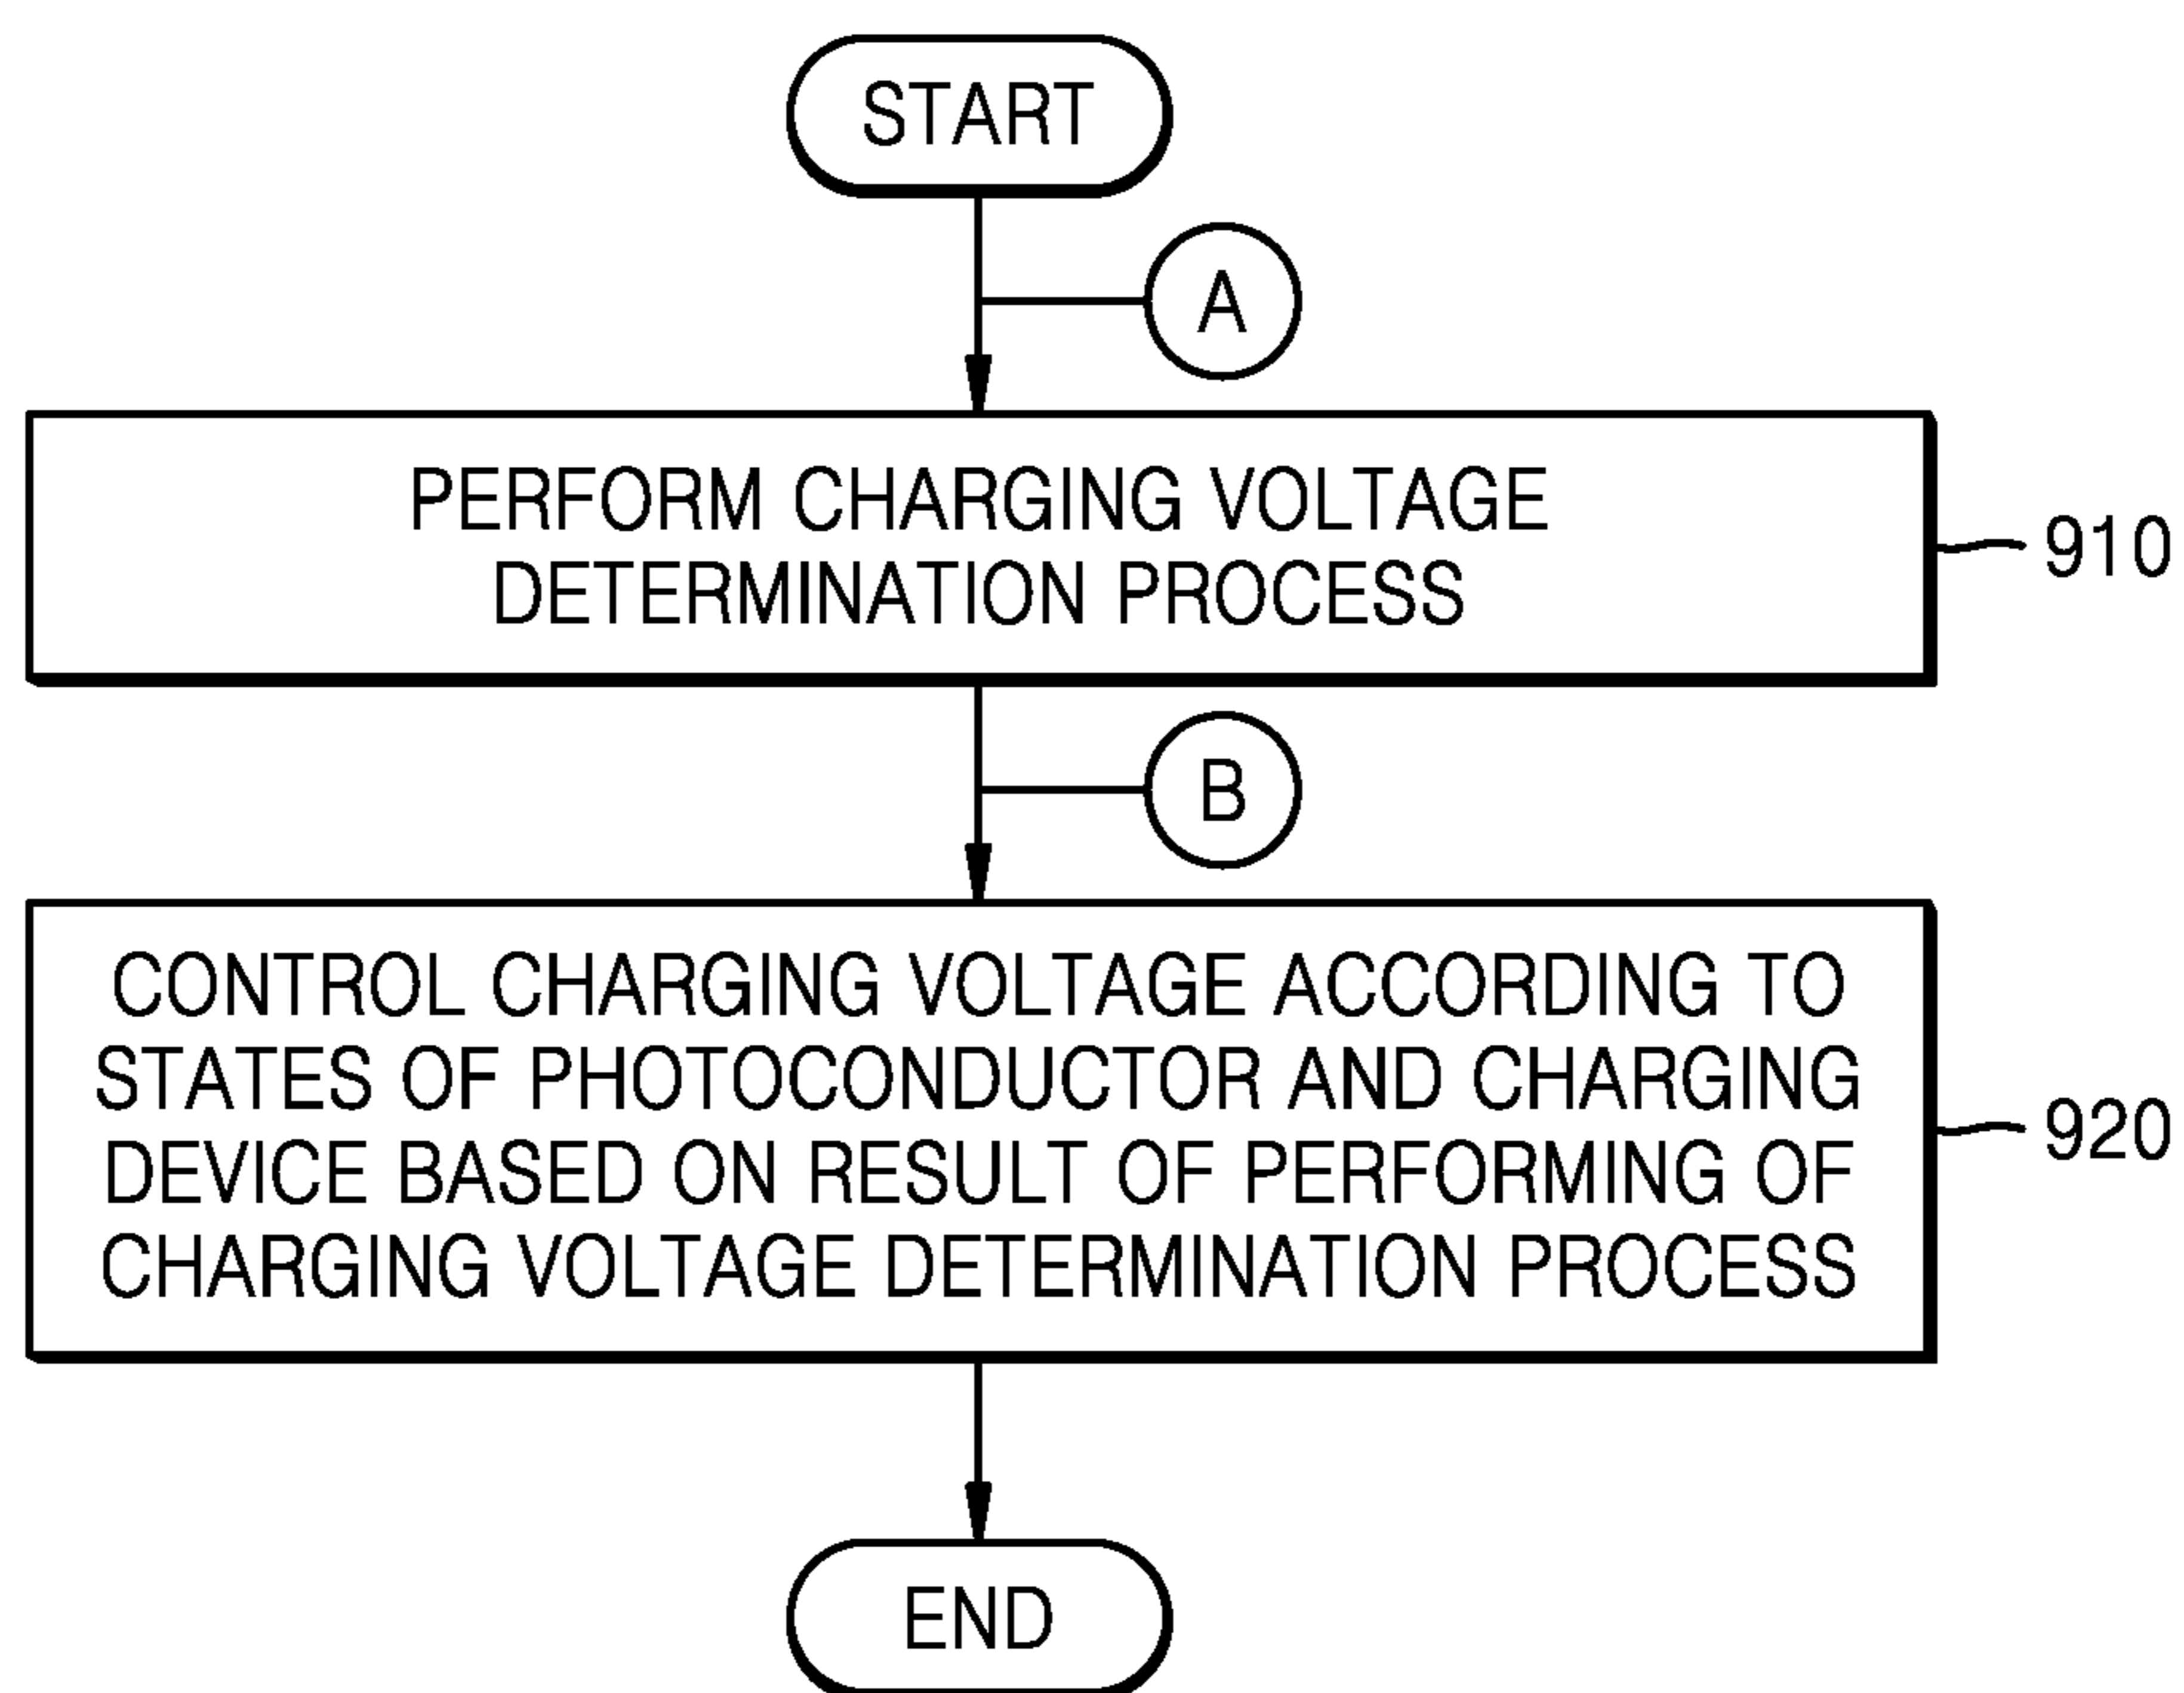 START
A
PERFORM CHARGING VOLTAGE
DETERMINATION PROCESS
910
B
CONTROL CHARGING VOLTAGE ACCORDING TO
STATES OF PHOTOCONDUCTOR AND CHARGING
DEVICE BASED ON RESULT OF PERFORMING OF
CHARGING VOLTAGE DETERMINATION PROCESS
920
END